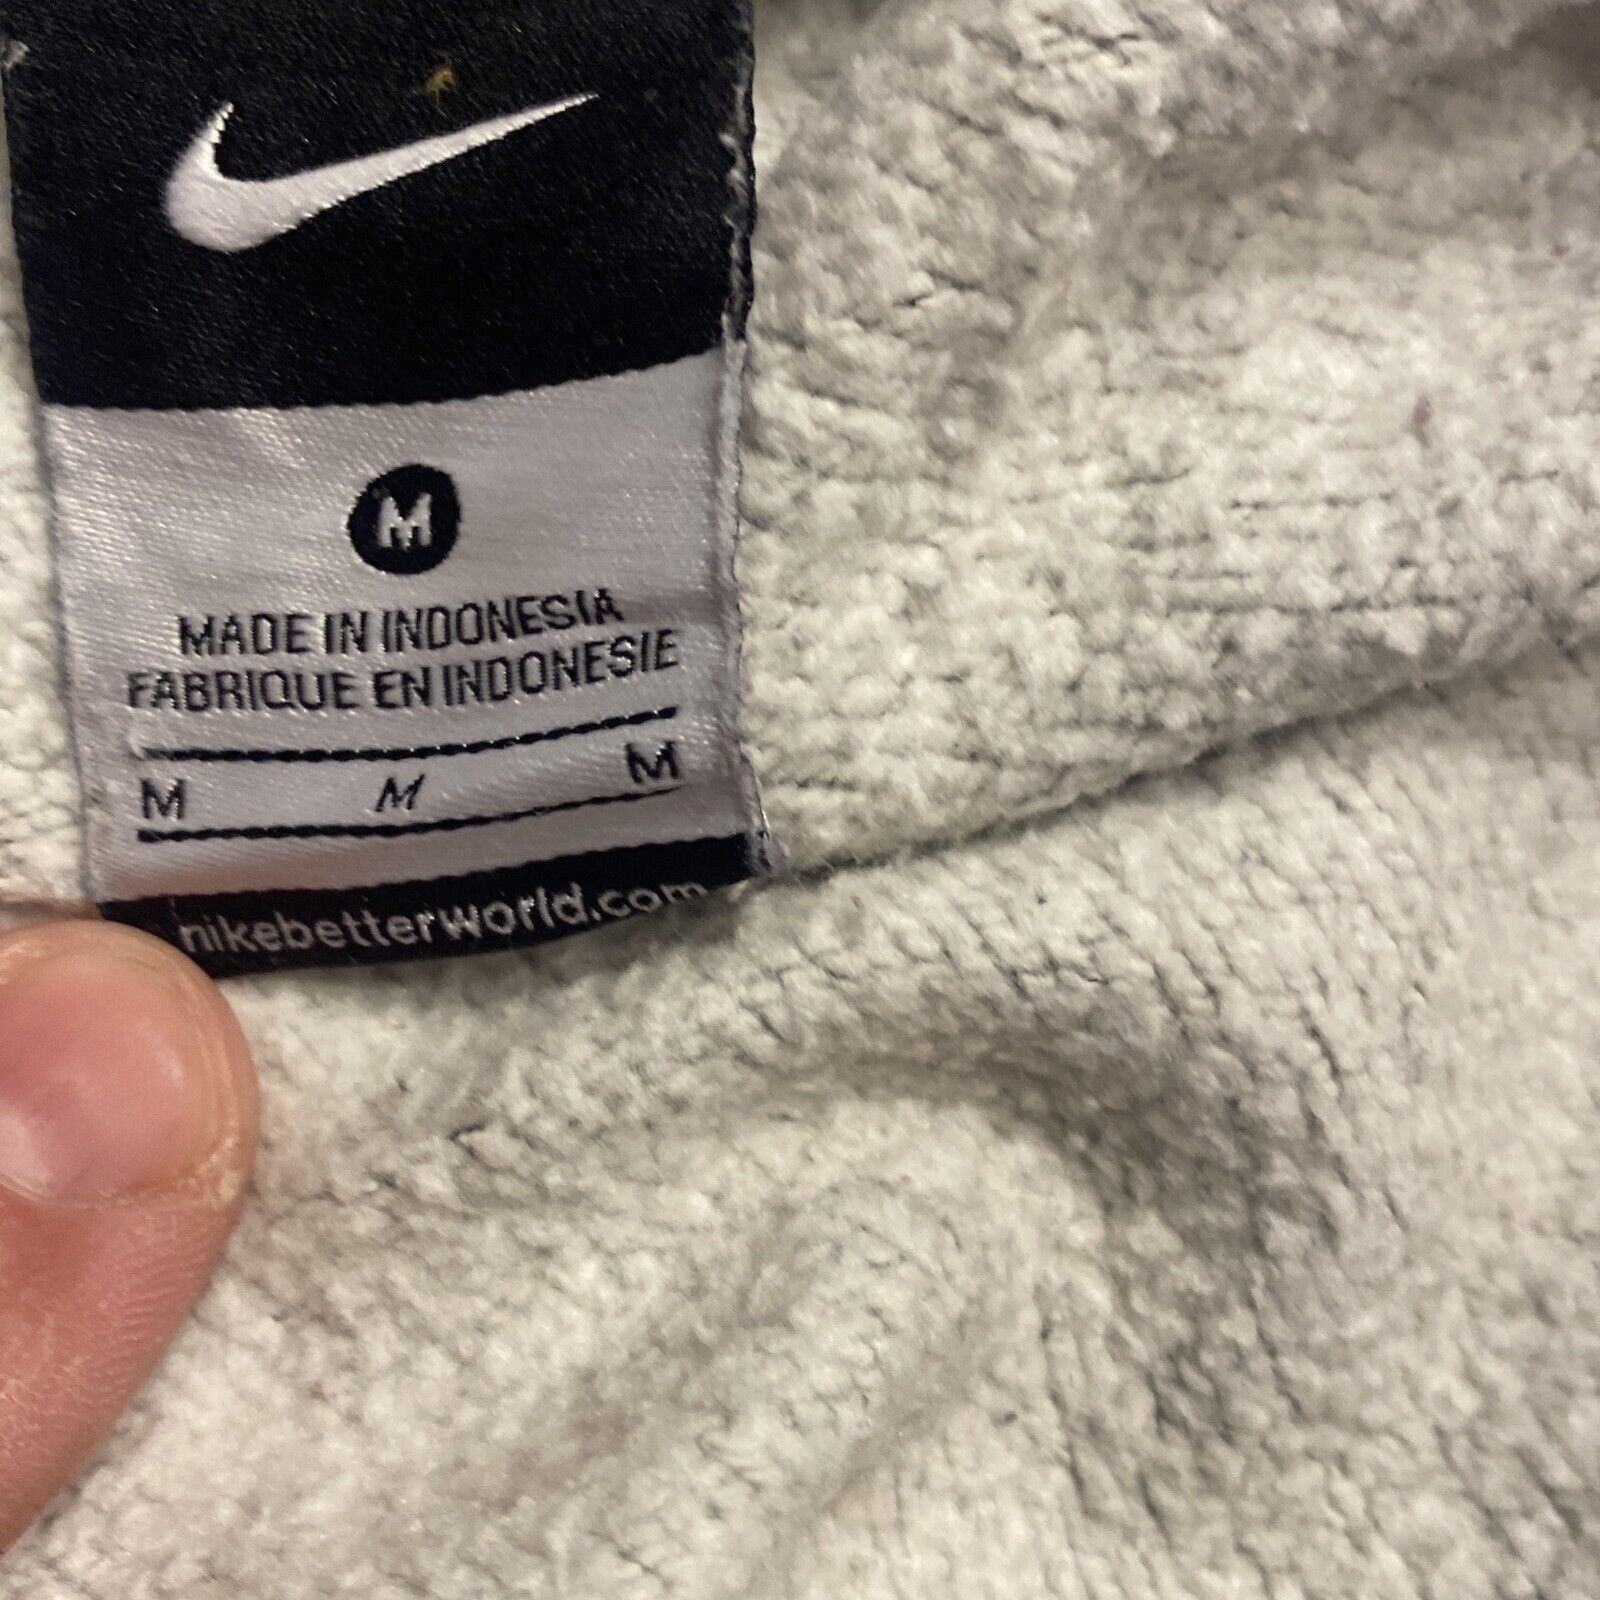 M
MADE IN INDONESIA
FABRIQUE EN INDONESIE
M M M
nikebetterworld.com